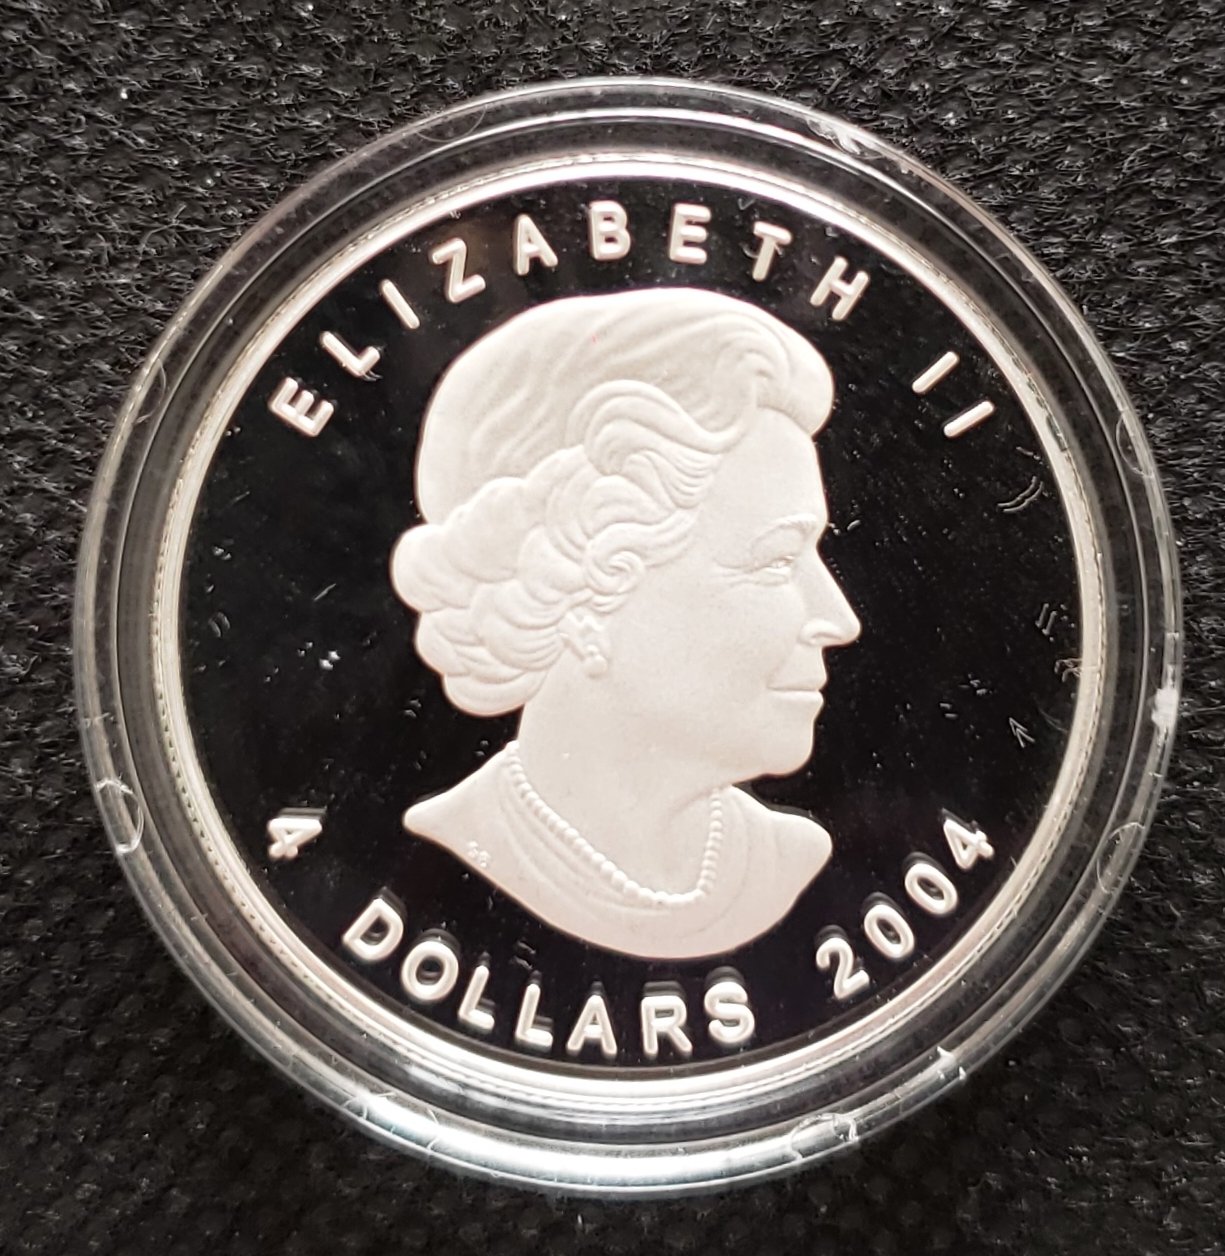 ELIZABETH II
4 DOLLARS 2004